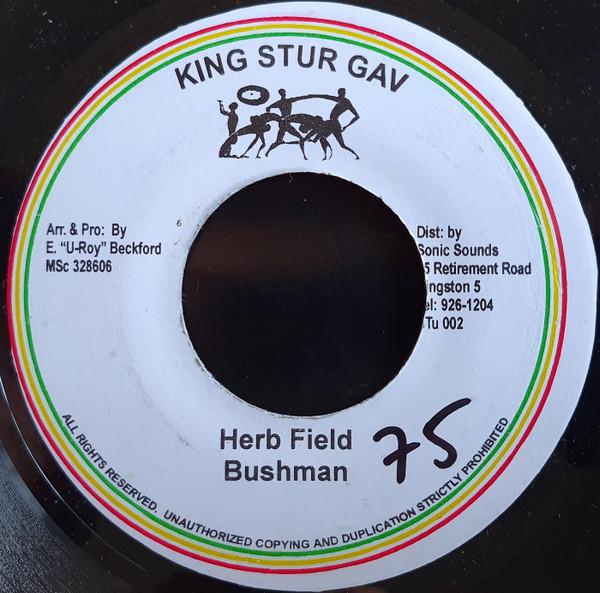 KING STUR GAV
Arr. & Pro: By
E. "U-Roy" Beckford
MSc 328606
Dist: by
Sonic Sounds
5 Retirement Road
ingston 5
el: 926-1204
Tu 002
Herb Field
Bushman
75
ALL RIGHTS RESERVED. UNAUTHORIZED COPYING AND DUPLICATION STRICTLY PROHIBITED